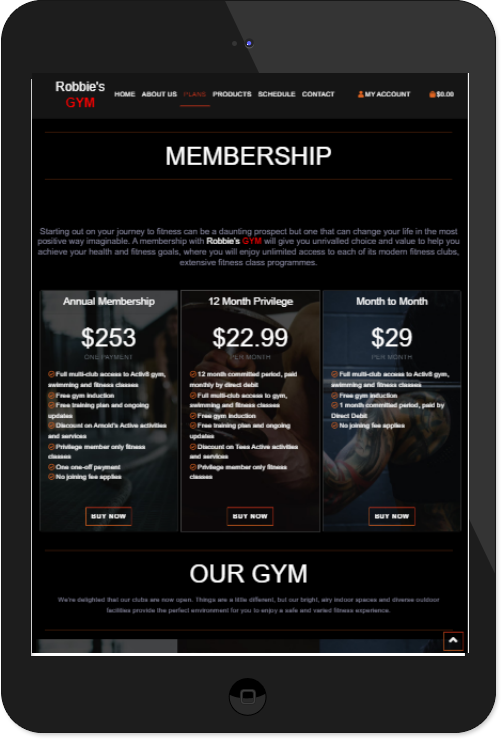 Robbie's
GYM
HOME ABOUT US PLANS PRODUCTS SCHEDULE CONTACT MY ACCOUNT $0.00
MEMBERSHIP
Starting out on your journey to fitness can be a daunting prospect but one that can change your life in the most
positive way imaginable. A membership with Robbie's GYM will give you unrivalled choice and value to help you
achieve your health and fitness goals, where you will enjoy unlimited access to each of its modern fitness clubs,
extensive fitness class programmes.
Annual Membership
$253
ONE PAYMENT
Full multi-club access to Activ8 gym,
swimming and fitness classes
Free gym induction
Free training plan and ongoing
updates
Discount on Arnold's Active activities
and services
Privilege member only fitness
classes
One one-off payment
No joining fee applies
BUY NOW
12 Month Privilege
$22.99
PER MONTH
12 month committed period, paid
monthly by direct debit
Full multi-club access to Activ8
gym, swimming and fitness classes
Free gym induction
Free training plan and ongoing
updates
Discount on Tees Active activities
and services
Privilege member only fitness
classes
BUY NOW
Month to Month
$29
PER MONTH
Full multi-club access to Activ8 gym,
swimming and fitness classes
Free gym induction
1 month committed period, paid by
Direct Debit
No joining fee applies
BUY NOW
OUR GYM
We're delighted that our clubs are now open. Things are a little different, but our bright, airy indoor spaces and diverse outdoor
facilities provide the perfect environment for you to enjoy a safe and varied fitness experience.